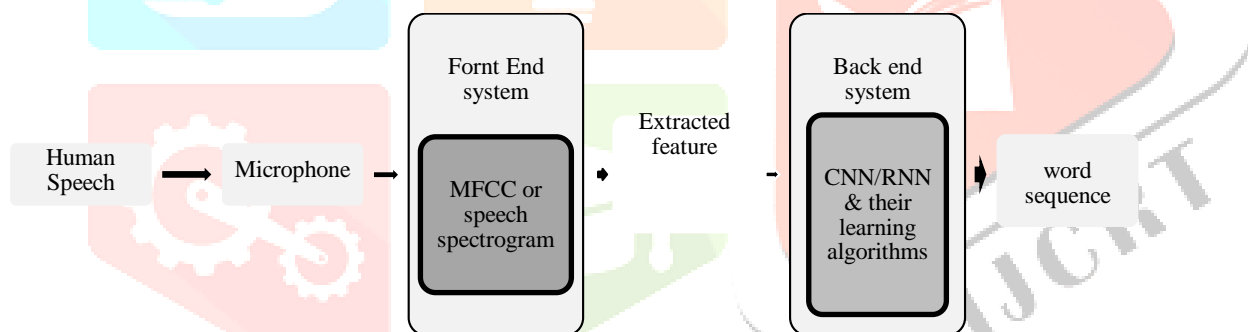 Human
Speech
Microphone
Fornt End
system
MFCC or
speech
spectrogram
Extracted
feature
Back end
system
CNN/RNN
& their
learning
algorithms
word
sequence
IJCRT